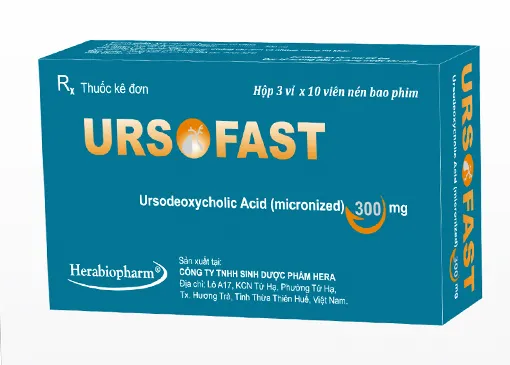 Rx Thuốc kê đơn
Hộp 3 vỉ x 10 viên nén bao phim
URSOFAST
Ursodeoxycholic Acid (micronized) 300 mg
Herabiopharm®
Sản xuất tại:
CÔNG TY TNHH SINH DƯỢC PHẨM HERA
Địa chỉ: Lô A17, KCN Tứ Hạ, Phường Tứ Hạ,
Tx. Hương Trà, Tỉnh Thừa Thiên Huế, Việt Nam.
URSOFAST
Ursodeoxycholic Acid (micronized) 300 mg